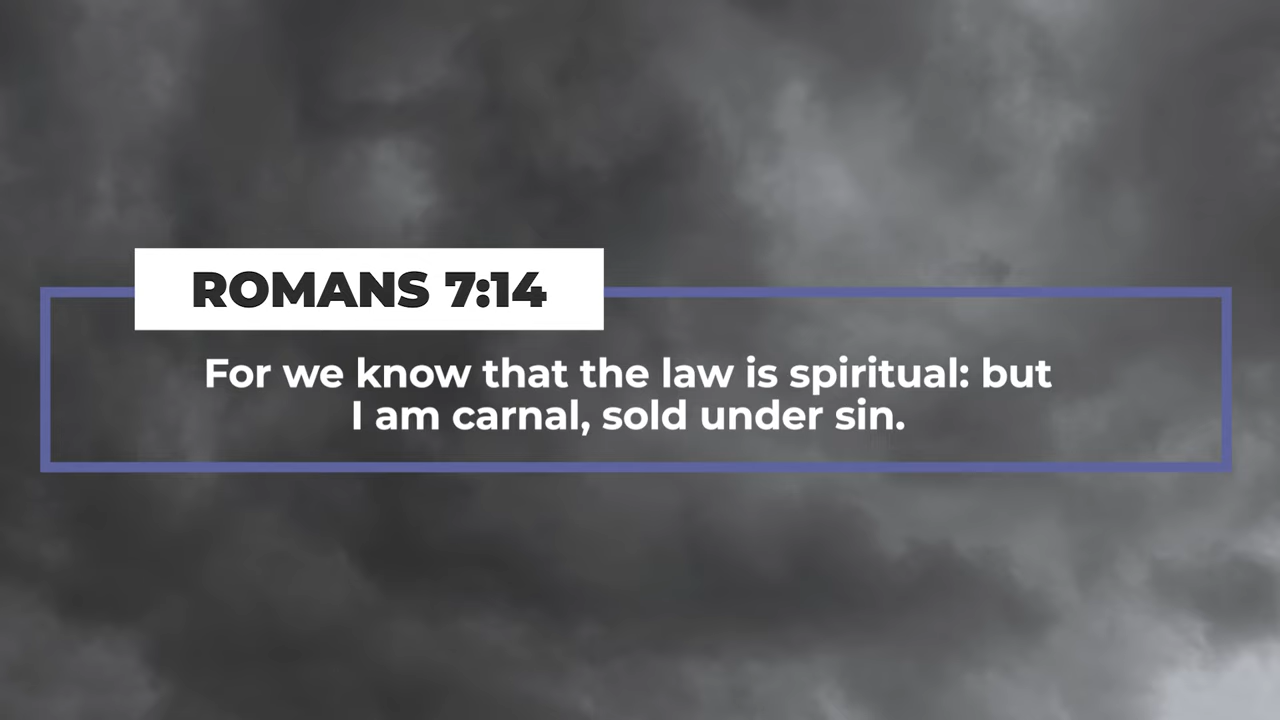 ROMANS 7:14
For we know that the law is spiritual: but
I am carnal, sold under sin.